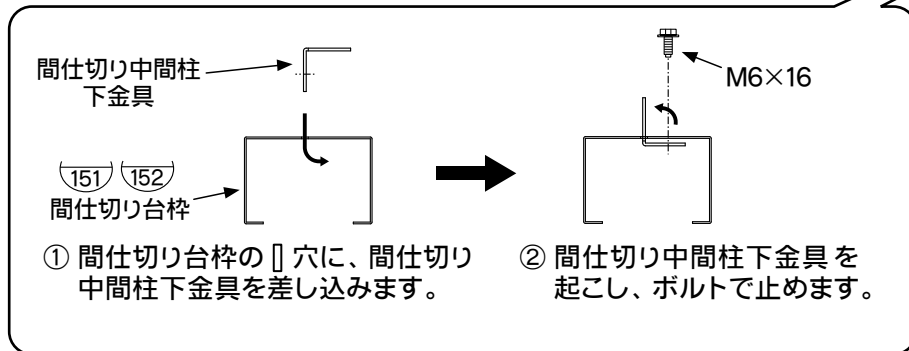 間仕切り中間柱
下金具
M6×16
151 152
間仕切り台枠
① 間仕切り台枠の▯穴に、間仕切り
中間柱下金具を差し込みます。
② 間仕切り中間柱下金具を
起こし、ボルトで止めます。